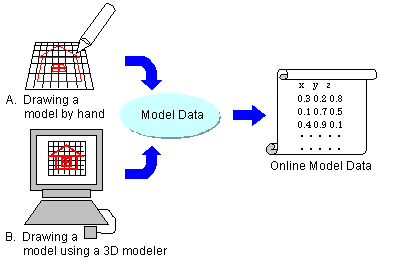 A. Drawing a
model by hand
Model Data
x y z
0.3 0.2 0.8
0.1 0.7 0.5
0.4 0.9 0.1
. . . . .
. . . . .
Online Model Data
B. Drawing a
model using a 3D modeler